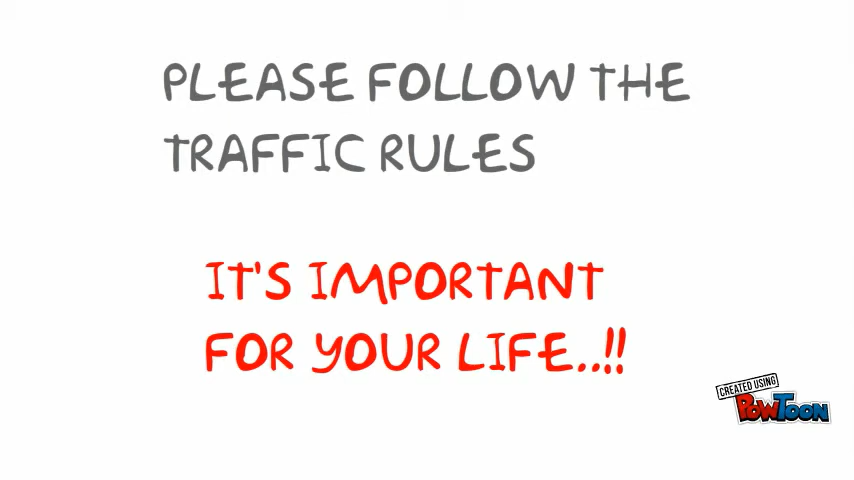 PLEASE FOLLOW THE
TRAFFIC RULES
IT'S IMPORTANT
FOR YOUR LIFE..!!
CREATED USING
POWTOON